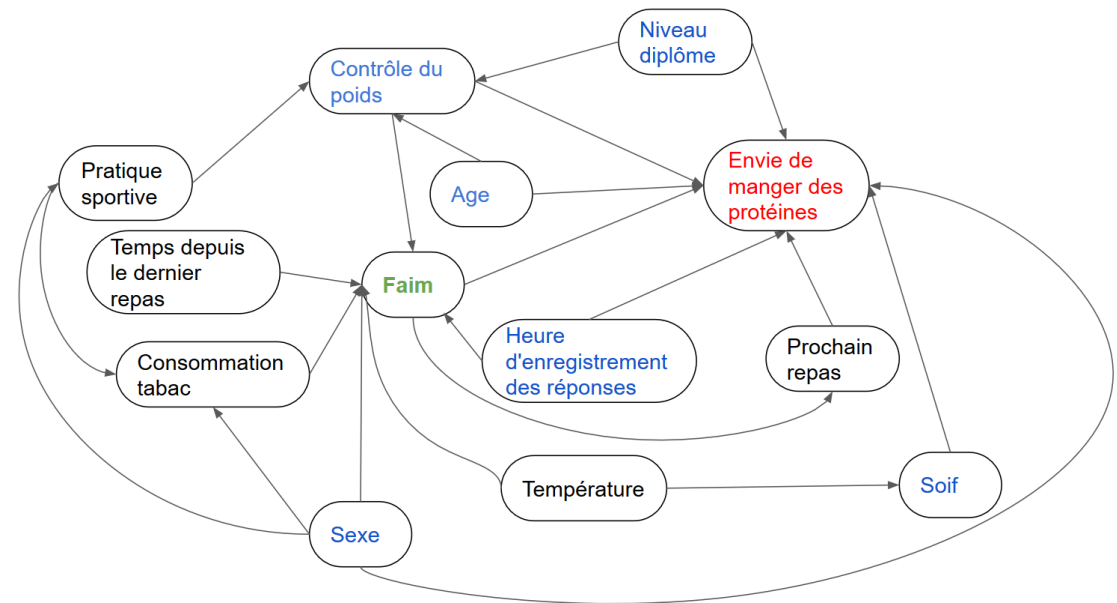 Niveau
diplôme
Contrôle du
poids
Envie de
manger des
protéines
Pratique
sportive
Age
Temps depuis
le dernier
repas
Faim
Heure
d'enregistrement
des réponses
Prochain
repas
Consommation
tabac
Température
Soif
Sexe